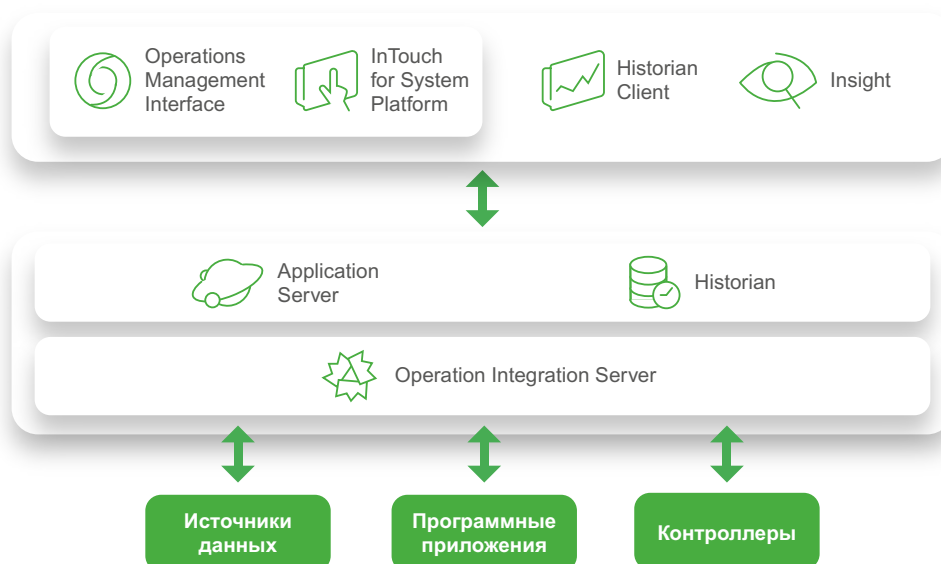 Operations
Management
Interface
InTouch
for System
Platform
Historian
Client
Insight
Application
Server
Historian
Operation Integration Server
Источники
данных
Программные
приложения
Контроллеры